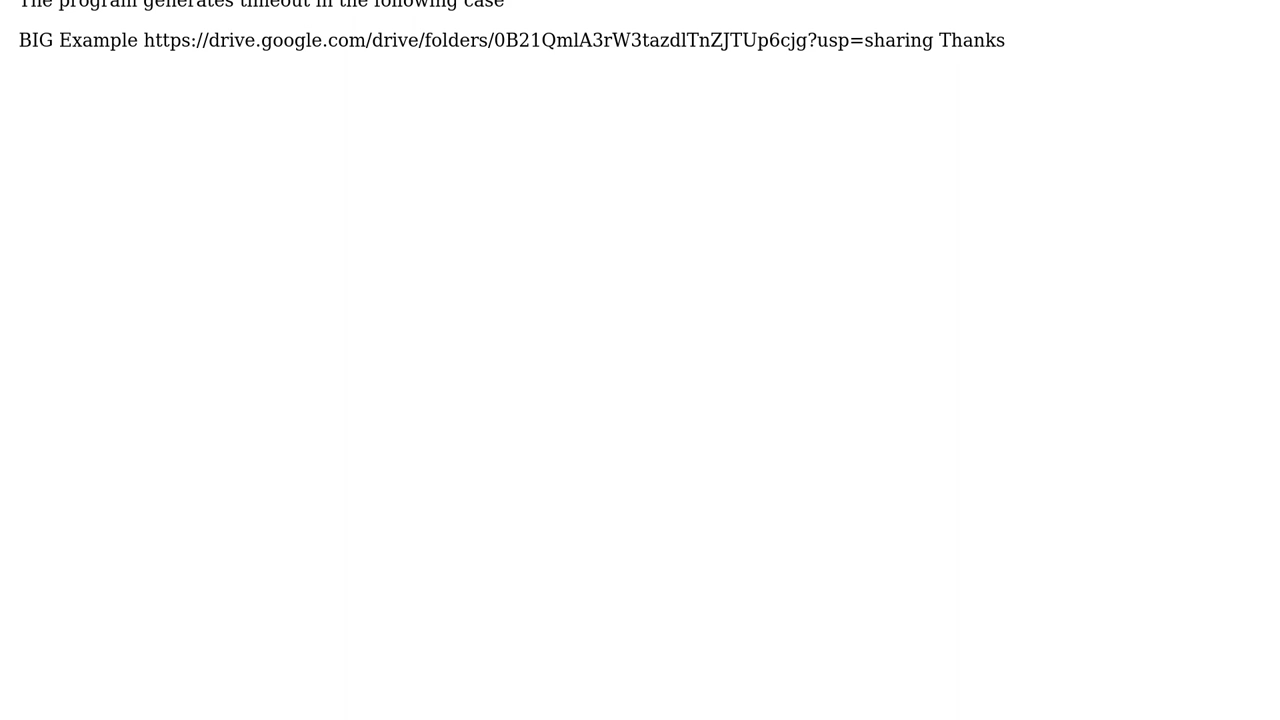 The program generates timeout in the following case
BIG Example https://drive.google.com/drive/folders/0B21QmlA3rW3tazdlTnZJTUp6cjg?usp=sharing Thanks